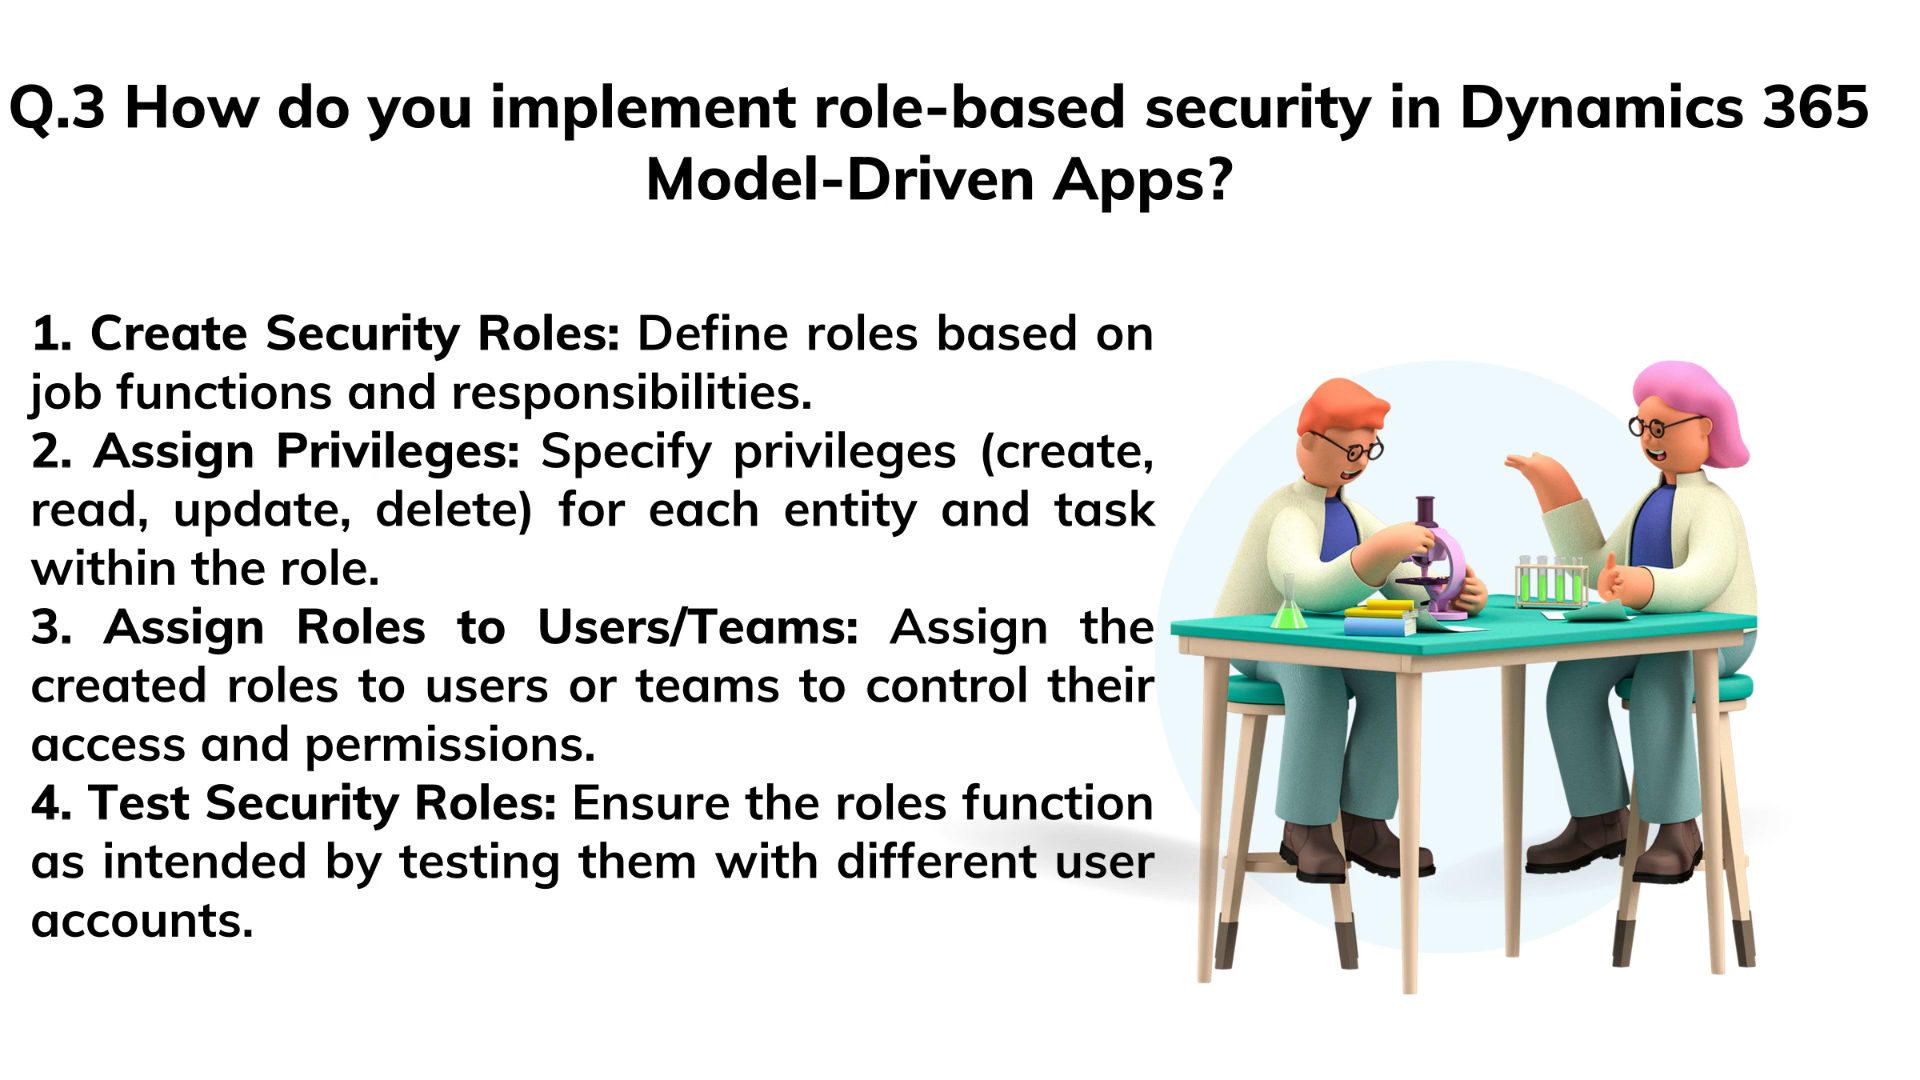 Q.3 How do you implement role-based security in Dynamics 365
Model-Driven Apps?
1. Create Security Roles: Define roles based on
job functions and responsibilities.
2. Assign Privileges: Specify privileges (create,
read, update, delete) for each entity and task
within the role.
3. Assign Roles to Users/Teams: Assign the
created roles to users or teams to control their
access and permissions.
4. Test Security Roles: Ensure the roles function
as intended by testing them with different user
accounts.